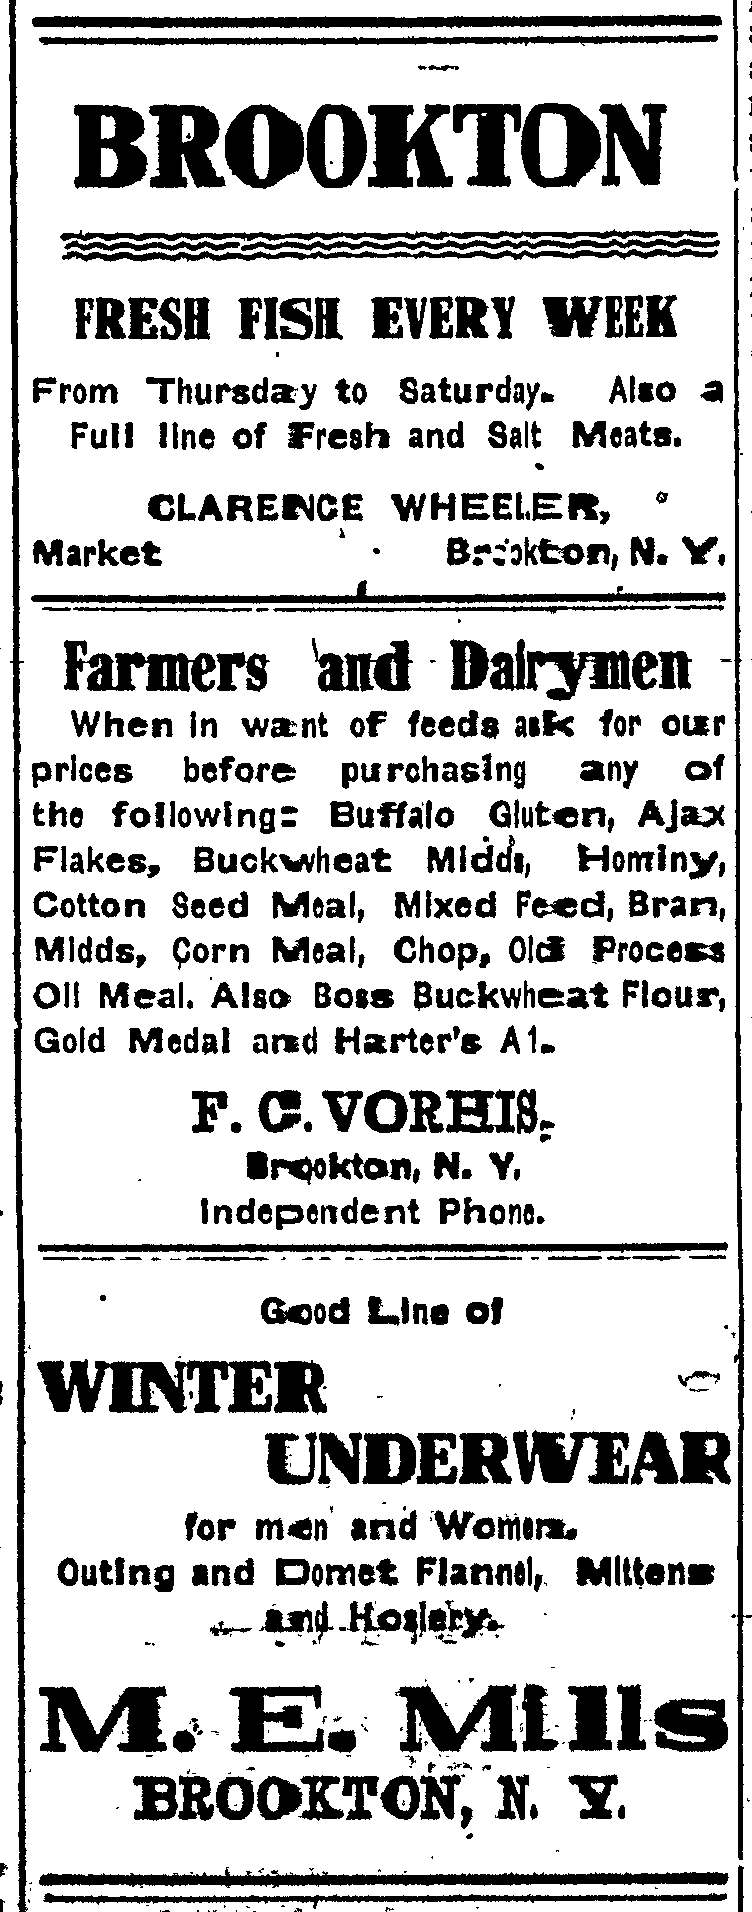 BROOKTON
FRESH FISH EVERY WEEK
From Thursday to Saturday. Also a
Full line of Fresh and Salt Meats.
CLARENCE WHEELER,
Market Brookton, N. Y.
Farmers and Dairymen
When in want of feeds ask for our
prices before purchasing any of
the following: Buffalo Gluten, Ajax
Flakes, Buckwheat Midds, Hominy,
Cotton Seed Meal, Mixed Feed, Bran,
Midds, Corn Meal, Chop, Old Process
Oil Meal. Also Boss Buckwheat Flour,
Gold Medal and Harter's A1.
F. C. VORHIS.
Brookton, N. Y.
Independent Phone.
Good Line of
WINTER
UNDERWEAR
for men and Women.
Outing and Domet Flannel, Mittens
and Hosiery.
M. E. Mills
BROOKTON, N. Y.